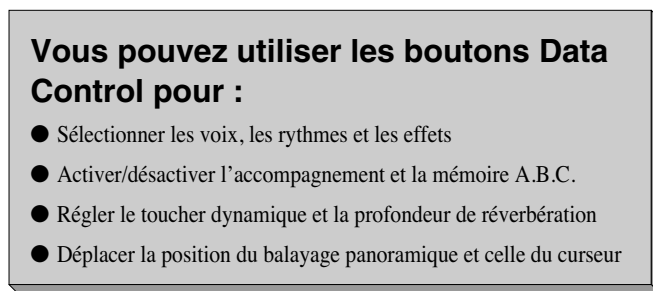 Vous pouvez utiliser les boutons Data
Control pour :
● Sélectionner les voix, les rythmes et les effets
● Activer/désactiver l’accompagnement et la mémoire A.B.C.
● Régler le toucher dynamique et la profondeur de réverbération
● Déplacer la position du balayage panoramique et celle du curseur